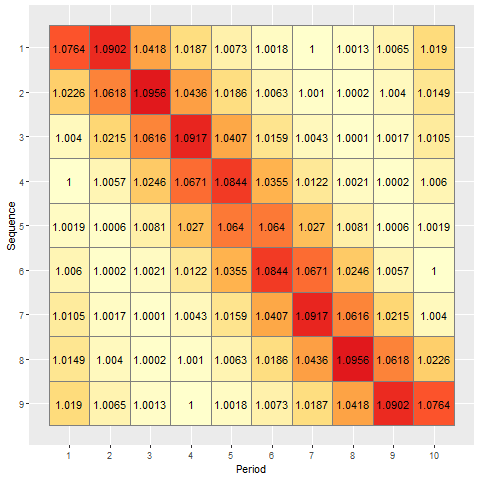 1 1.0764 1.0902 1.0418 1.0187 1.0073 1.0018 1 1.0013 1.0065 1.019
2 1.0226 1.0618 1.0956 1.0436 1.0186 1.0063 1.001 1.0002 1.004 1.0149
3 1.004 1.0215 1.0616 1.0917 1.0407 1.0159 1.0043 1.0001 1.0017 1.0105
4 1 1.0057 1.0246 1.0671 1.0844 1.0355 1.0122 1.0021 1.0002 1.006
5 1.0019 1.0006 1.0081 1.027 1.064 1.064 1.027 1.0081 1.0006 1.0019
6 1.006 1.0002 1.0021 1.0122 1.0355 1.0844 1.0671 1.0246 1.0057 1
7 1.0105 1.0017 1.0001 1.0043 1.0159 1.0407 1.0917 1.0616 1.0215 1.004
8 1.0149 1.004 1.0002 1.001 1.0063 1.0186 1.0436 1.0956 1.0618 1.0226
9 1.019 1.0065 1.0013 1 1.0018 1.0073 1.0187 1.0418 1.0902 1.0764
1 2 3 4 5 6 7 8 9 10
Period
Sequence